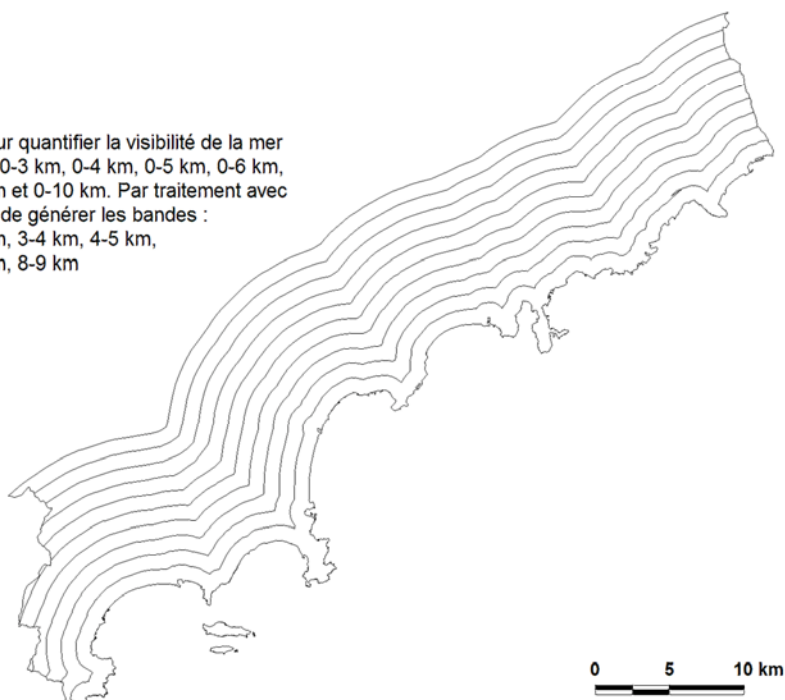 quantifier la visibilité de la mer
0-3 km, 0-4 km, 0-5 km, 0-6 km,
et 0-10 km. Par traitement avec
de générer les bandes :
3-4 km, 4-5 km,
8-9 km
0 5 10 km